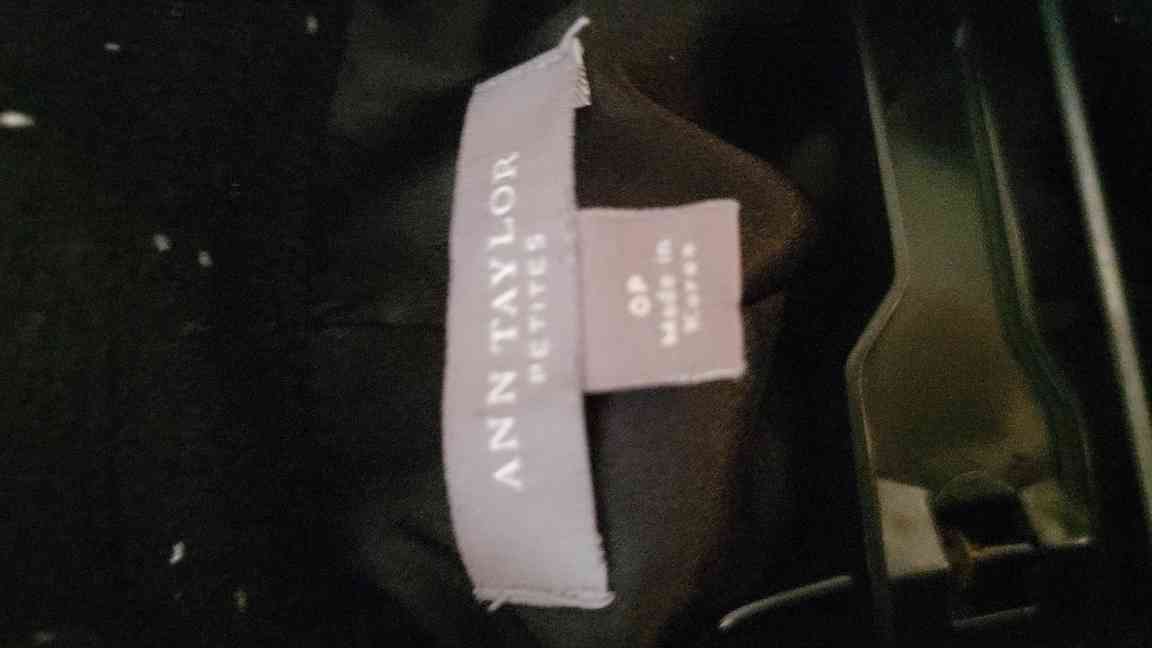 ANN TAYLOR
PETITES
0P
Made in
Korea